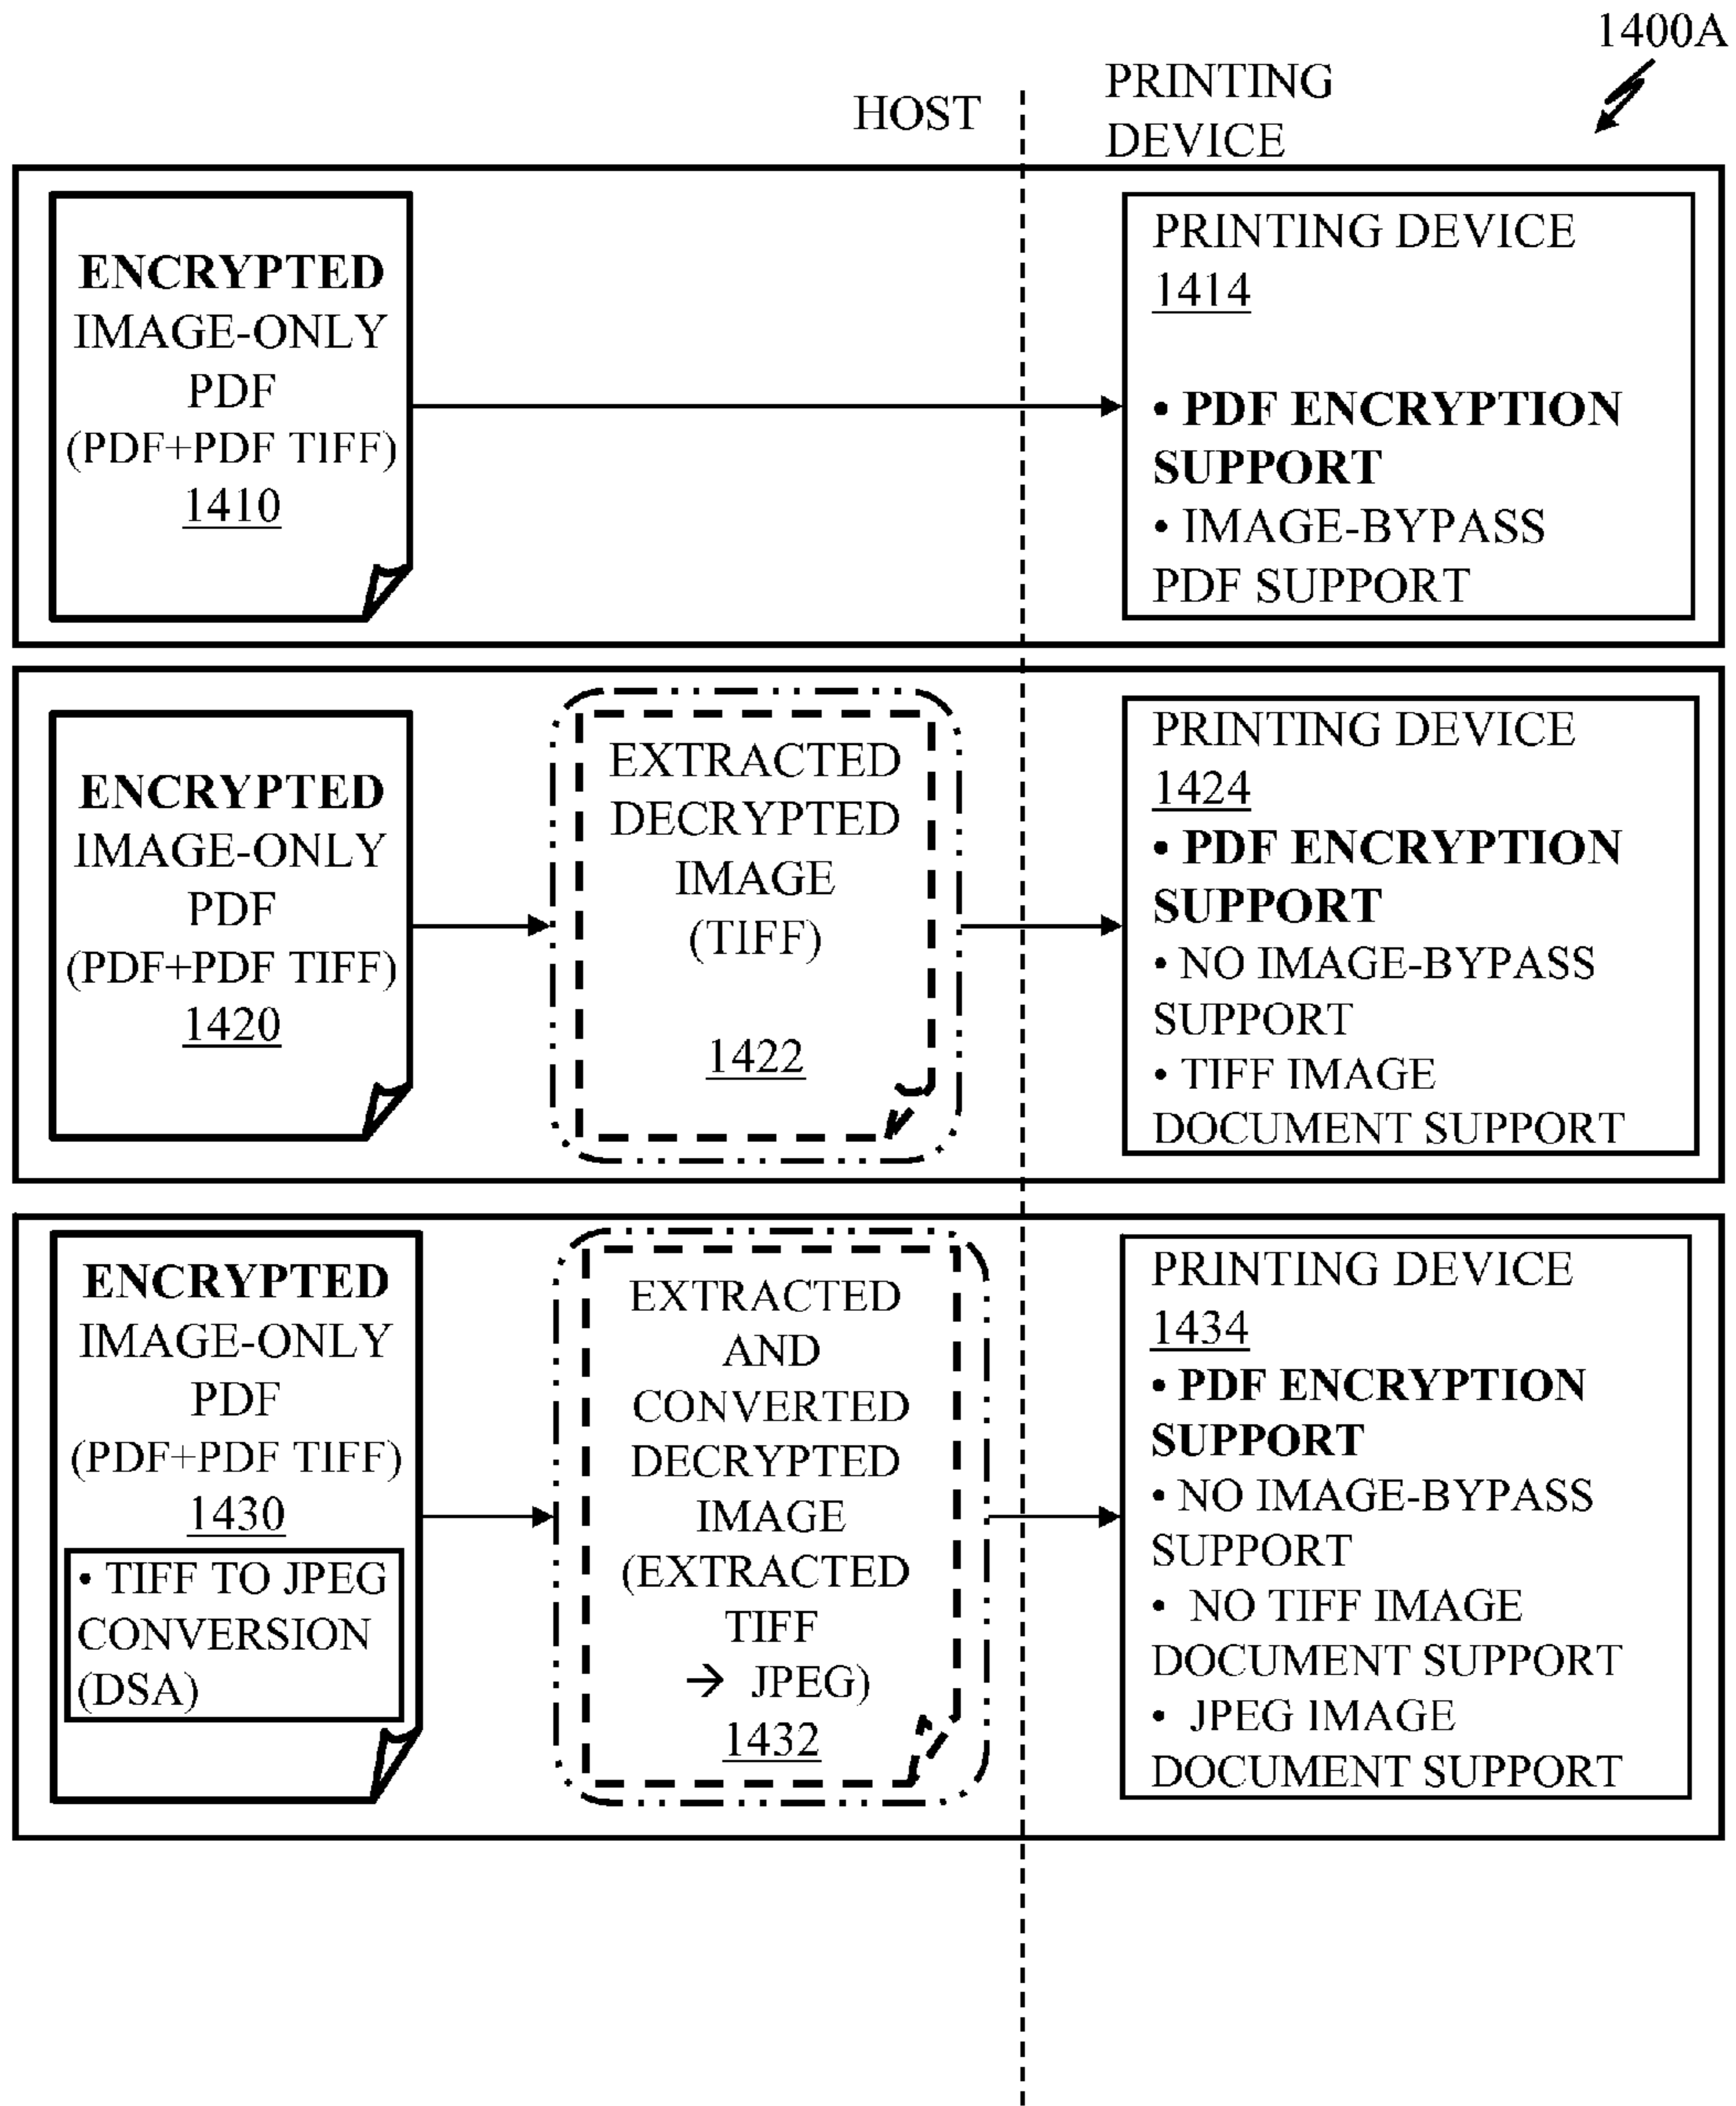 1400A
HOST
PRINTING
DEVICE
ENCRYPTED
IMAGE-ONLY
PDF
(PDF+PDF TIFF)
1410
PRINTING DEVICE
1414
• PDF ENCRYPTION
SUPPORT
• IMAGE-BYPASS
PDF SUPPORT
ENCRYPTED
IMAGE-ONLY
PDF
(PDF+PDF TIFF)
1420
EXTRACTED
DECRYPTED
IMAGE
(TIFF)
1422
PRINTING DEVICE
1424
• PDF ENCRYPTION
SUPPORT
• NO IMAGE-BYPASS
SUPPORT
• TIFF IMAGE
DOCUMENT SUPPORT
ENCRYPTED
IMAGE-ONLY
PDF
(PDF+PDF TIFF)
1430
• TIFF TO JPEG
CONVERSION
(DSA)
EXTRACTED
AND
CONVERTED
DECRYPTED
IMAGE
(EXTRACTED
TIFF
→ JPEG)
1432
PRINTING DEVICE
1434
• PDF ENCRYPTION
SUPPORT
• NO IMAGE-BYPASS
SUPPORT
• NO TIFF IMAGE
DOCUMENT SUPPORT
• JPEG IMAGE
DOCUMENT SUPPORT